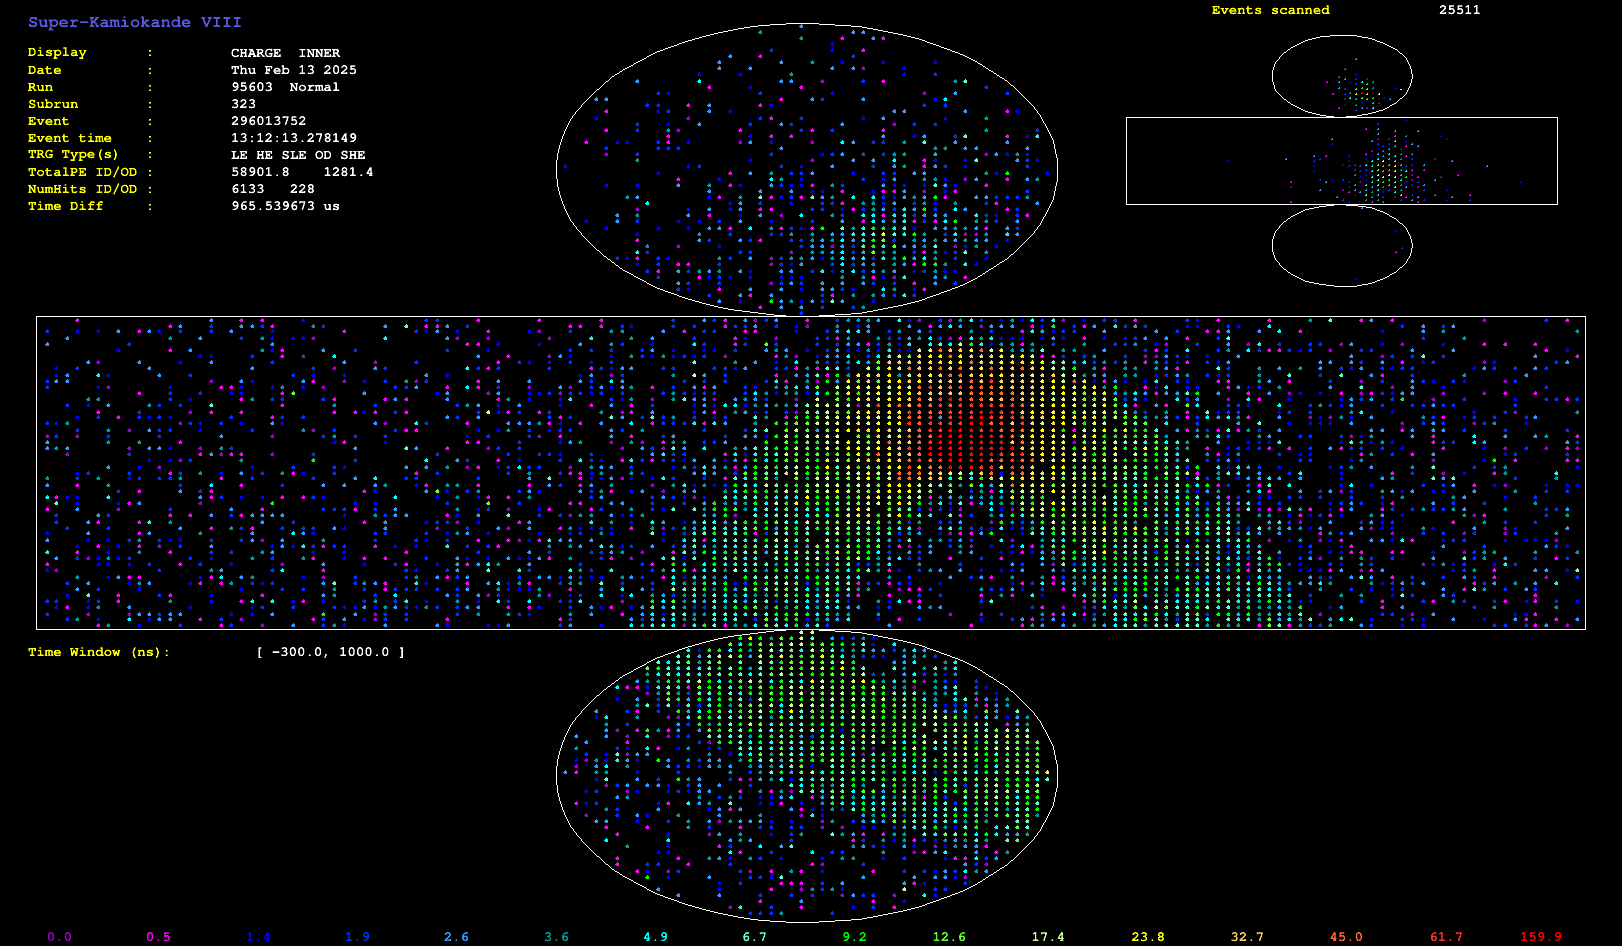 Super-Kamiokande VIII
Events scanned 25511
Display : CHARGE INNER
Date : Thu Feb 13 2025
Run : 95603 Normal
Subrun : 323
Event : 296013752
Event time : 13:12:13.278149
TRG Type(s) : LE HE SLE OD SHE
TotalPE ID/OD : 58901.8 1281.4
NumHits ID/OD : 6133 228
Time Diff : 965.539673 us
Time Window (ns): [ -300.0, 1000.0 ]
0.0 0.5 1.4 1.9 2.6 3.6 4.9 6.7 9.2 12.6 17.4 23.8 32.7 45.0 61.7 159.9